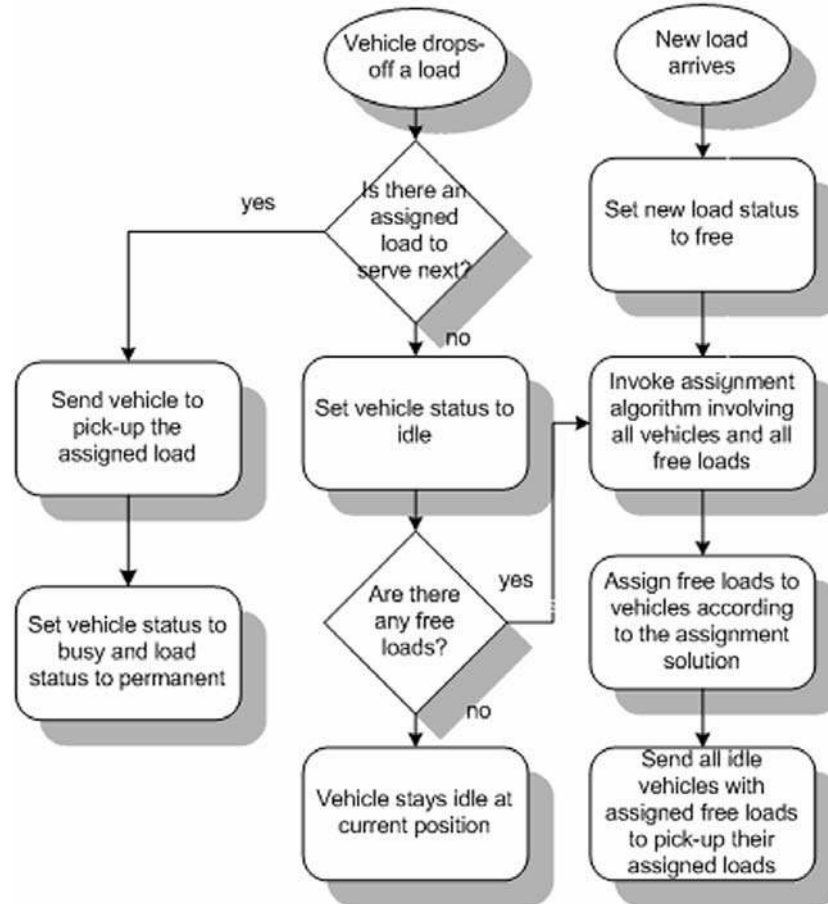 Vehicle drops-
off a load
New load
arrives
yes
Is there an
assigned
load to
serve next?
no
Set new load status
to free
Send vehicle to
pick-up the
assigned load
Set vehicle status to
idle
Invoke assignment
algorithm involving
all vehicles and all
free loads
Set vehicle status to
busy and load
status to permanent
Are there
any free
loads?
yes
no
Assign free loads to
vehicles according
to the assignment
solution
Vehicle stays idle at
current position
Send all idle
vehicles with
assigned free loads
to pick-up their
assigned loads